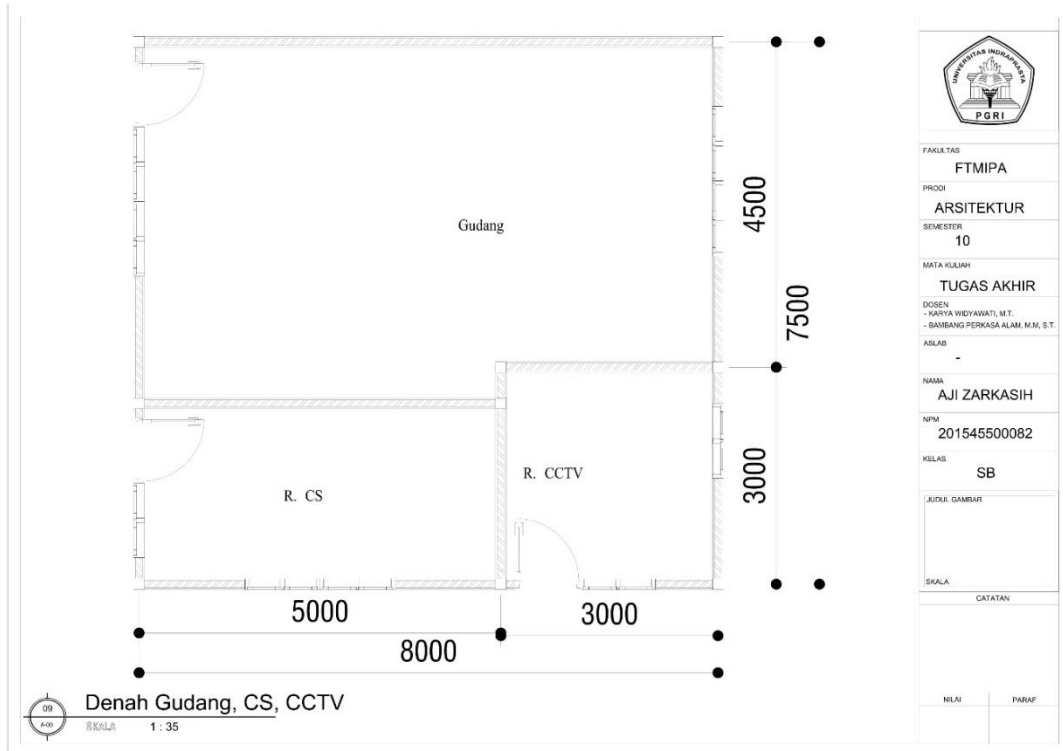 Gudang
R. CS
R. CCTV
4500
7500
3000
5000
3000
8000
09
A-00
Denah Gudang, CS, CCTV
SKALA 1 : 35
UNIVERSITAS INDRAPRASTA
PGRI
FAKULTAS
FTMIPA
PRODI
ARSITEKTUR
SEMESTER
10
MATA KULIAH
TUGAS AKHIR
DOSEN
- KARYA WIDYAWATI, M.T.
- BAMBANG PERKASA ALAM, M.M, S.T.
ASLAB
-
NAMA
AJI ZARKASIH
NPM
201545500082
KELAS
SB
JUDUL GAMBAR
SKALA
CATATAN
NILAI PARAF